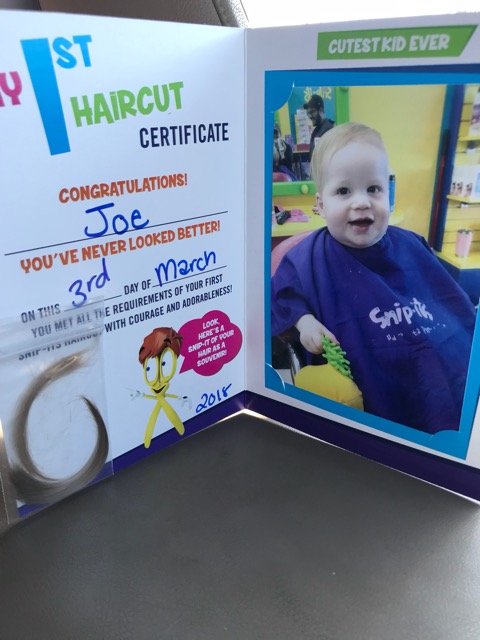 MY 1ST
HAIRCUT
CERTIFICATE
CONGRATULATIONS!
Joe
YOU'VE NEVER LOOKED BETTER!
ON THIS 3rd DAY OF March
YOU MET ALL THE REQUIREMENTS OF YOUR FIRST
SNIP-ITS HAIRCUT WITH COURAGE AND ADORABLENESS!
LOOK,
HERE'S A
SNIP-IT OF YOUR
HAIR AS A
SOUVENIR!
2018
CUTEST KID EVER
Snip-its